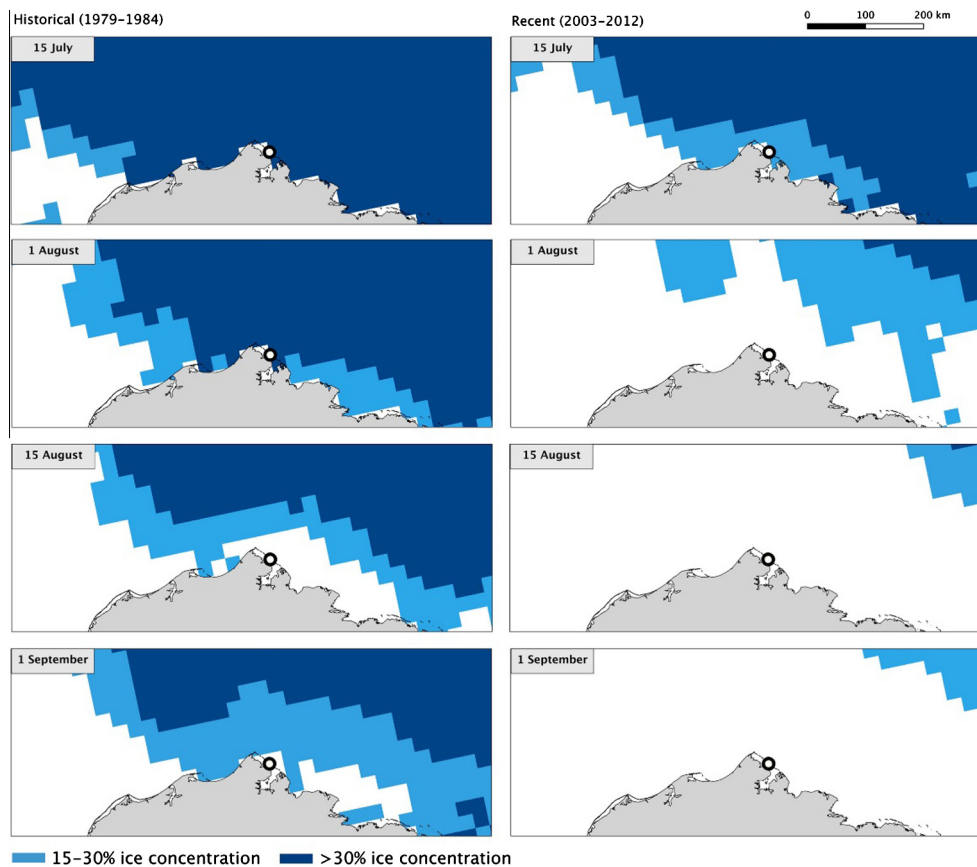 Historical (1979–1984)
Recent (2003–2012)
0 100 200 km
15 July
15 July
1 August
1 August
15 August
15 August
1 September
1 September
15–30% ice concentration
>30% ice concentration